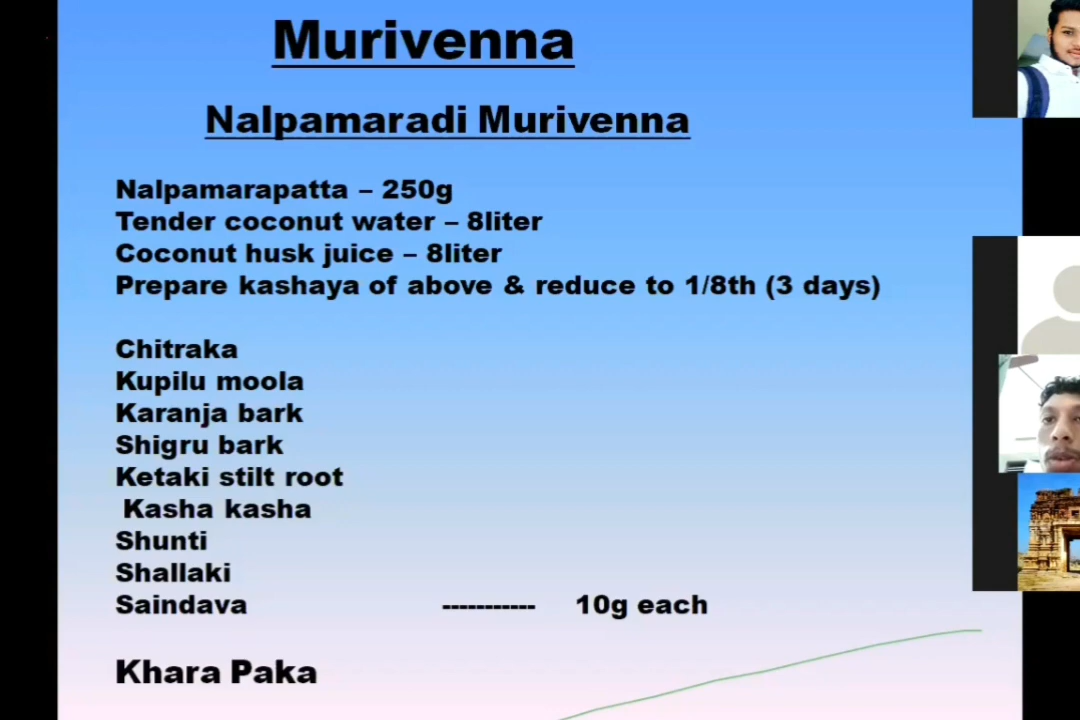 Murivenna
Nalpamaradi Murivenna
Nalpamarapatta – 250g
Tender coconut water – 8liter
Coconut husk juice – 8liter
Prepare kashaya of above & reduce to 1/8th (3 days)
Chitraka
Kupilu moola
Karanja bark
Shigru bark
Ketaki stilt root
Kasha kasha
Shunti
Shallaki
Saindava ----------- 10g each
Khara Paka